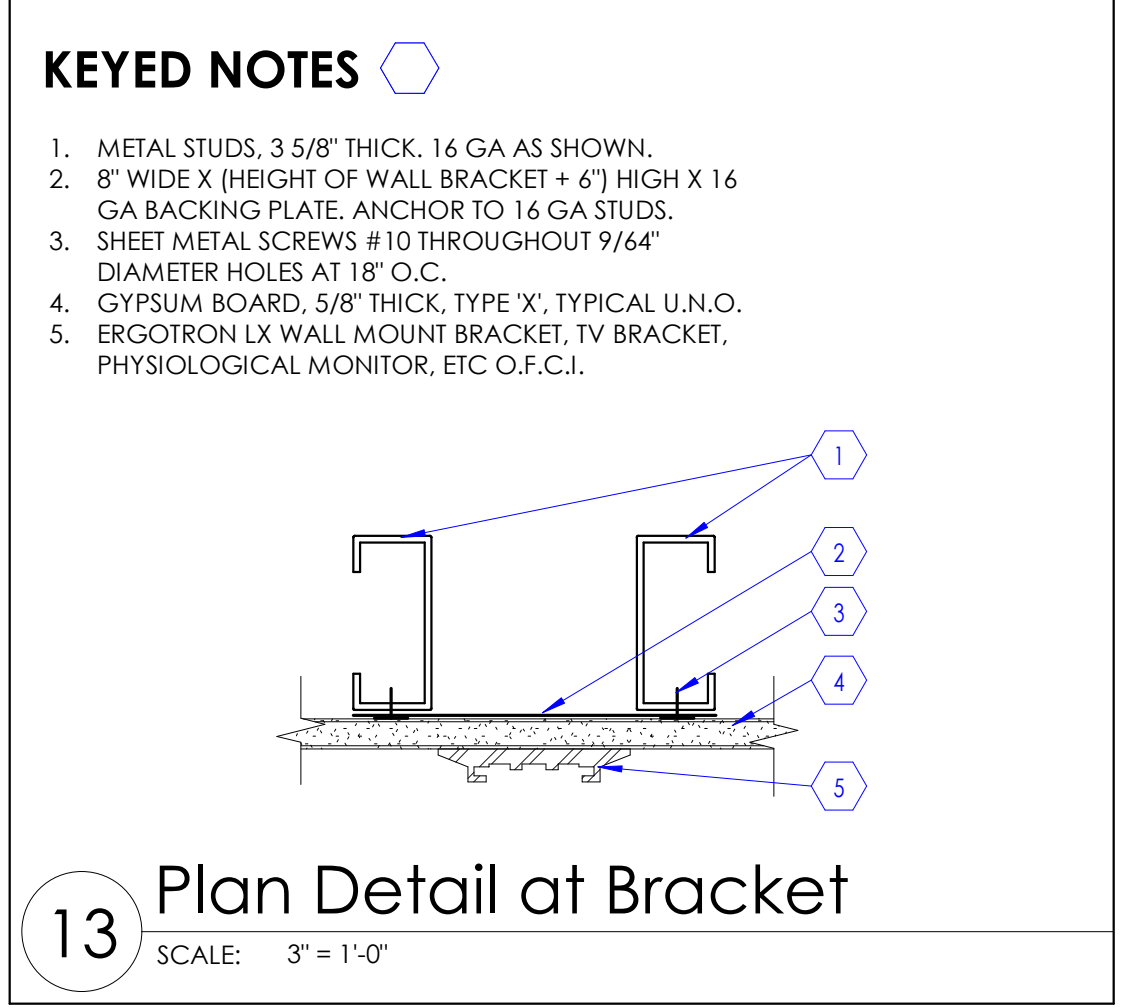 KEYED NOTES
1. METAL STUDS, 3 5/8" THICK. 16 GA AS SHOWN.
2. 8" WIDE X (HEIGHT OF WALL BRACKET + 6") HIGH X 16
GA BACKING PLATE. ANCHOR TO 16 GA STUDS.
3. SHEET METAL SCREWS #10 THROUGHOUT 9/64"
DIAMETER HOLES AT 18" O.C.
4. GYPSUM BOARD, 5/8" THICK, TYPE 'X', TYPICAL U.N.O.
5. ERGOTRON LX WALL MOUNT BRACKET, TV BRACKET,
PHYSIOLOGICAL MONITOR, ETC O.F.C.I.
1
2
3
4
5
13 Plan Detail at Bracket
SCALE: 3" = 1'-0"